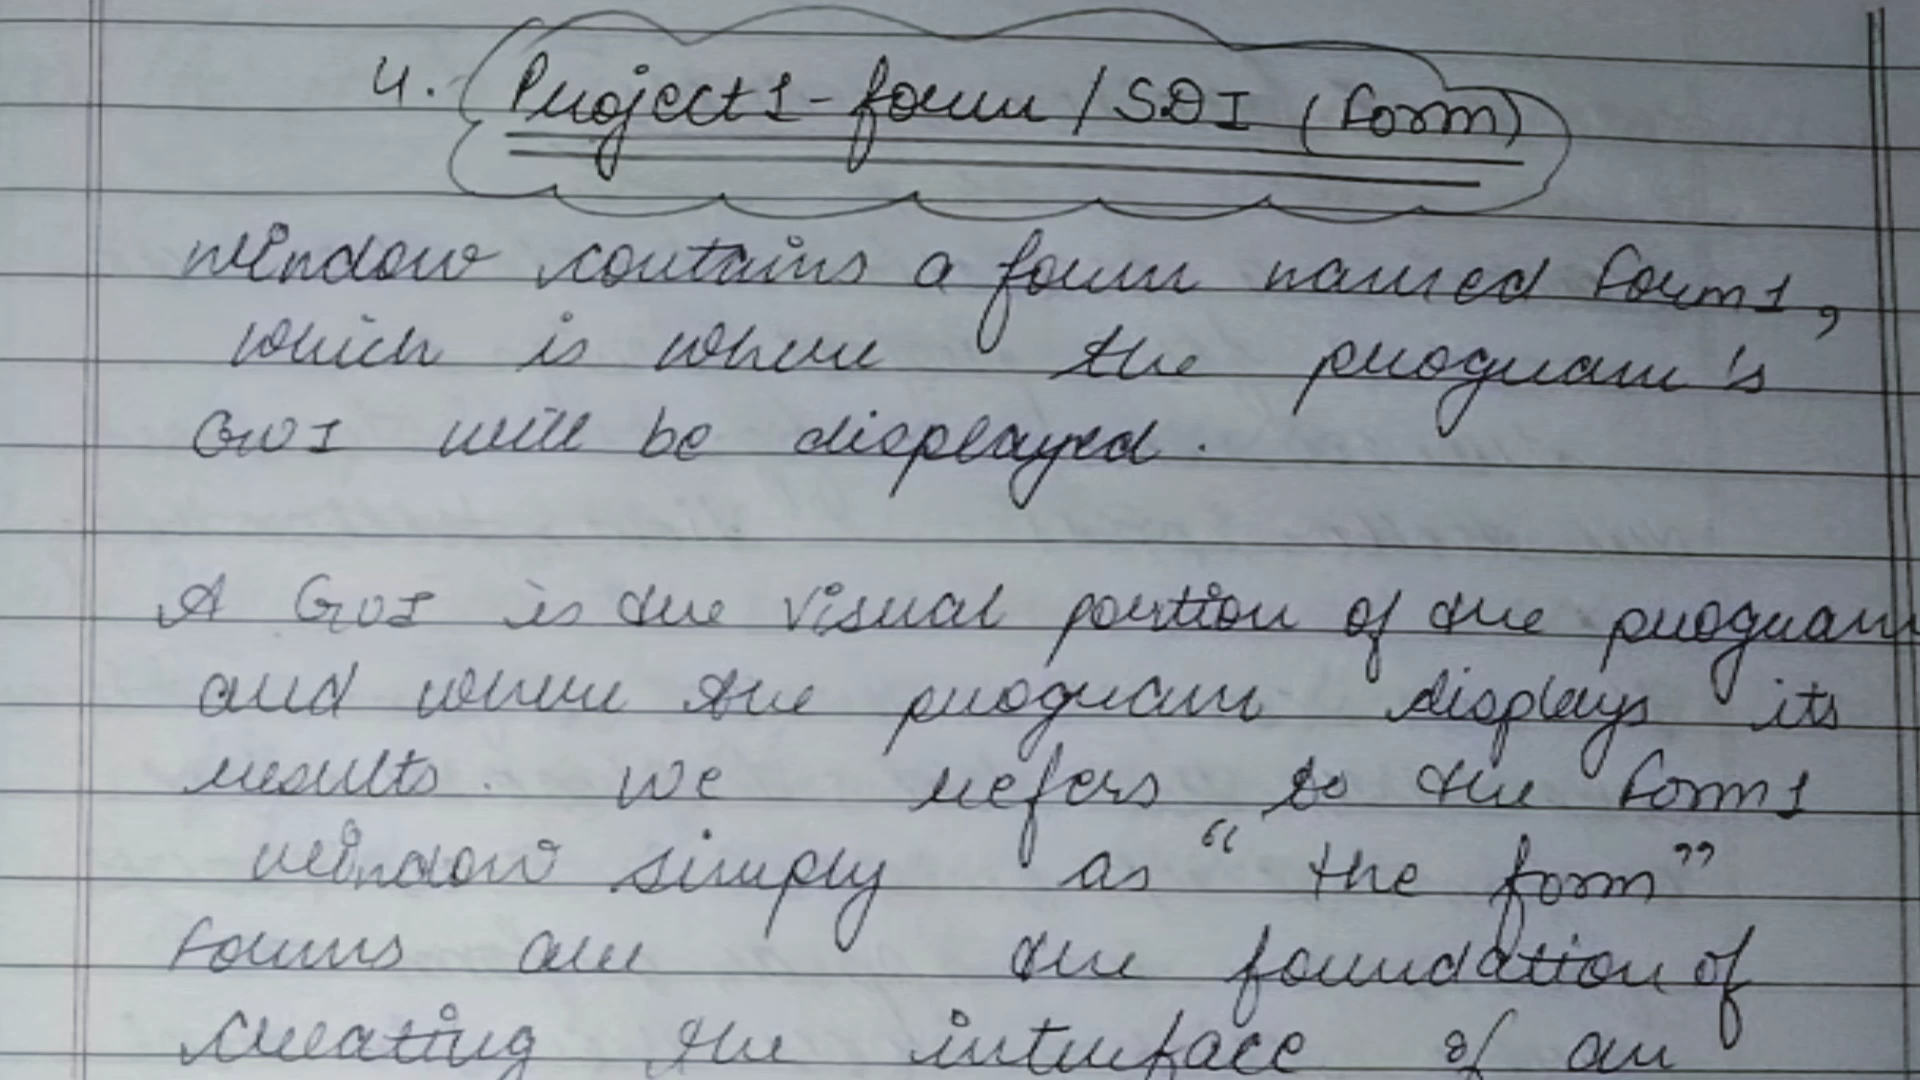 4. Project1-form/SDI (Form)
window contains a form named Form1,
which is where the program's
GUI will be displayed.
A GUI is the visual portion of the program
and where the program displays its
results. we refers to the Form1
window simply as "the form"
Forms are the foundation of
creating the interface of an